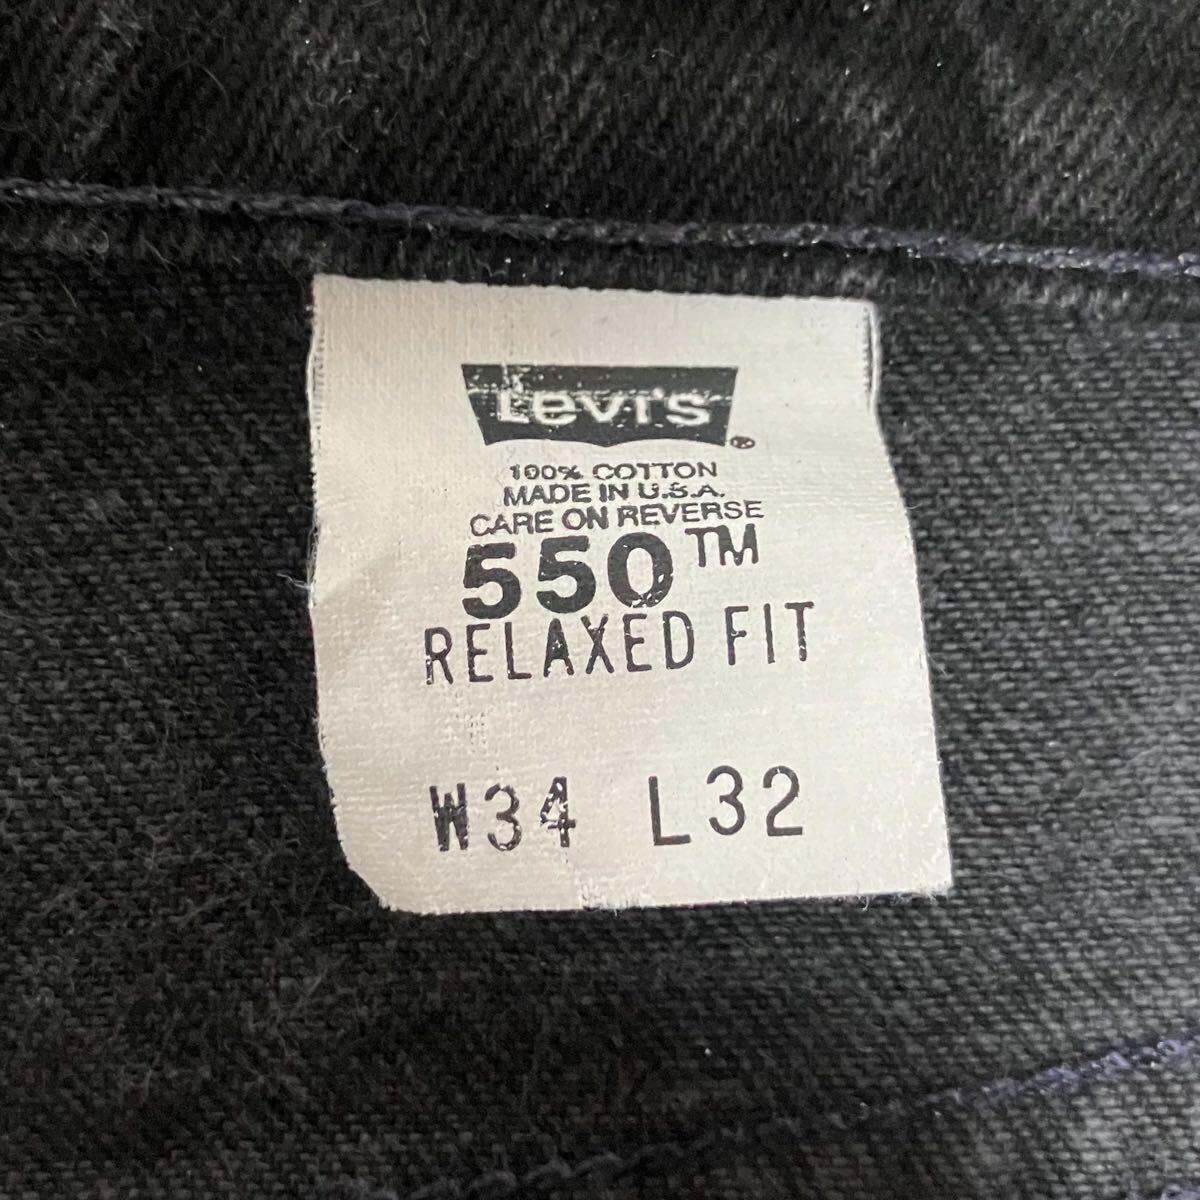 Levi's ®
100% COTTON
MADE IN U.S.A.
CARE ON REVERSE
550™
RELAXED FIT
W34 L32